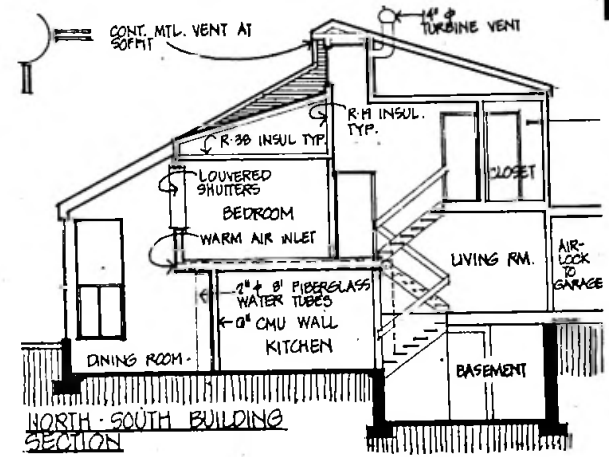 CONT. MTL. VENT AT
SOFFIT
14" φ
TURBINE VENT
R-19 INSUL.
TYP.
R-38 INSUL TYP.
LOUVERED
SHUTTERS
BEDROOM
CLOSET
WARM AIR INLET
LIVING RM.
AIR-
LOCK
TO
GARAGE
8' FIBERGLASS
WATER TUBES
CMU WALL
KITCHEN
DINING ROOM
BASEMENT
NORTH-SOUTH BUILDING
SECTION